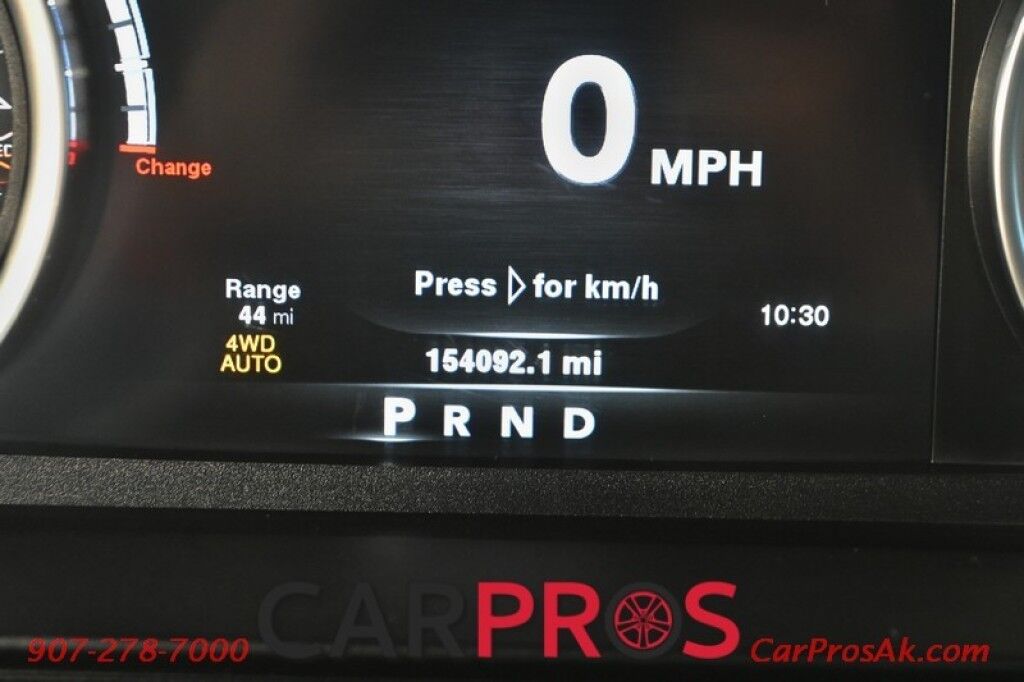 0 MPH
Change
Press ▷ for km/h
Range
44 mi
10:30
4WD
AUTO
154092.1 mi
P R N D
CARPROS
907-278-7000
CarProsAk.com